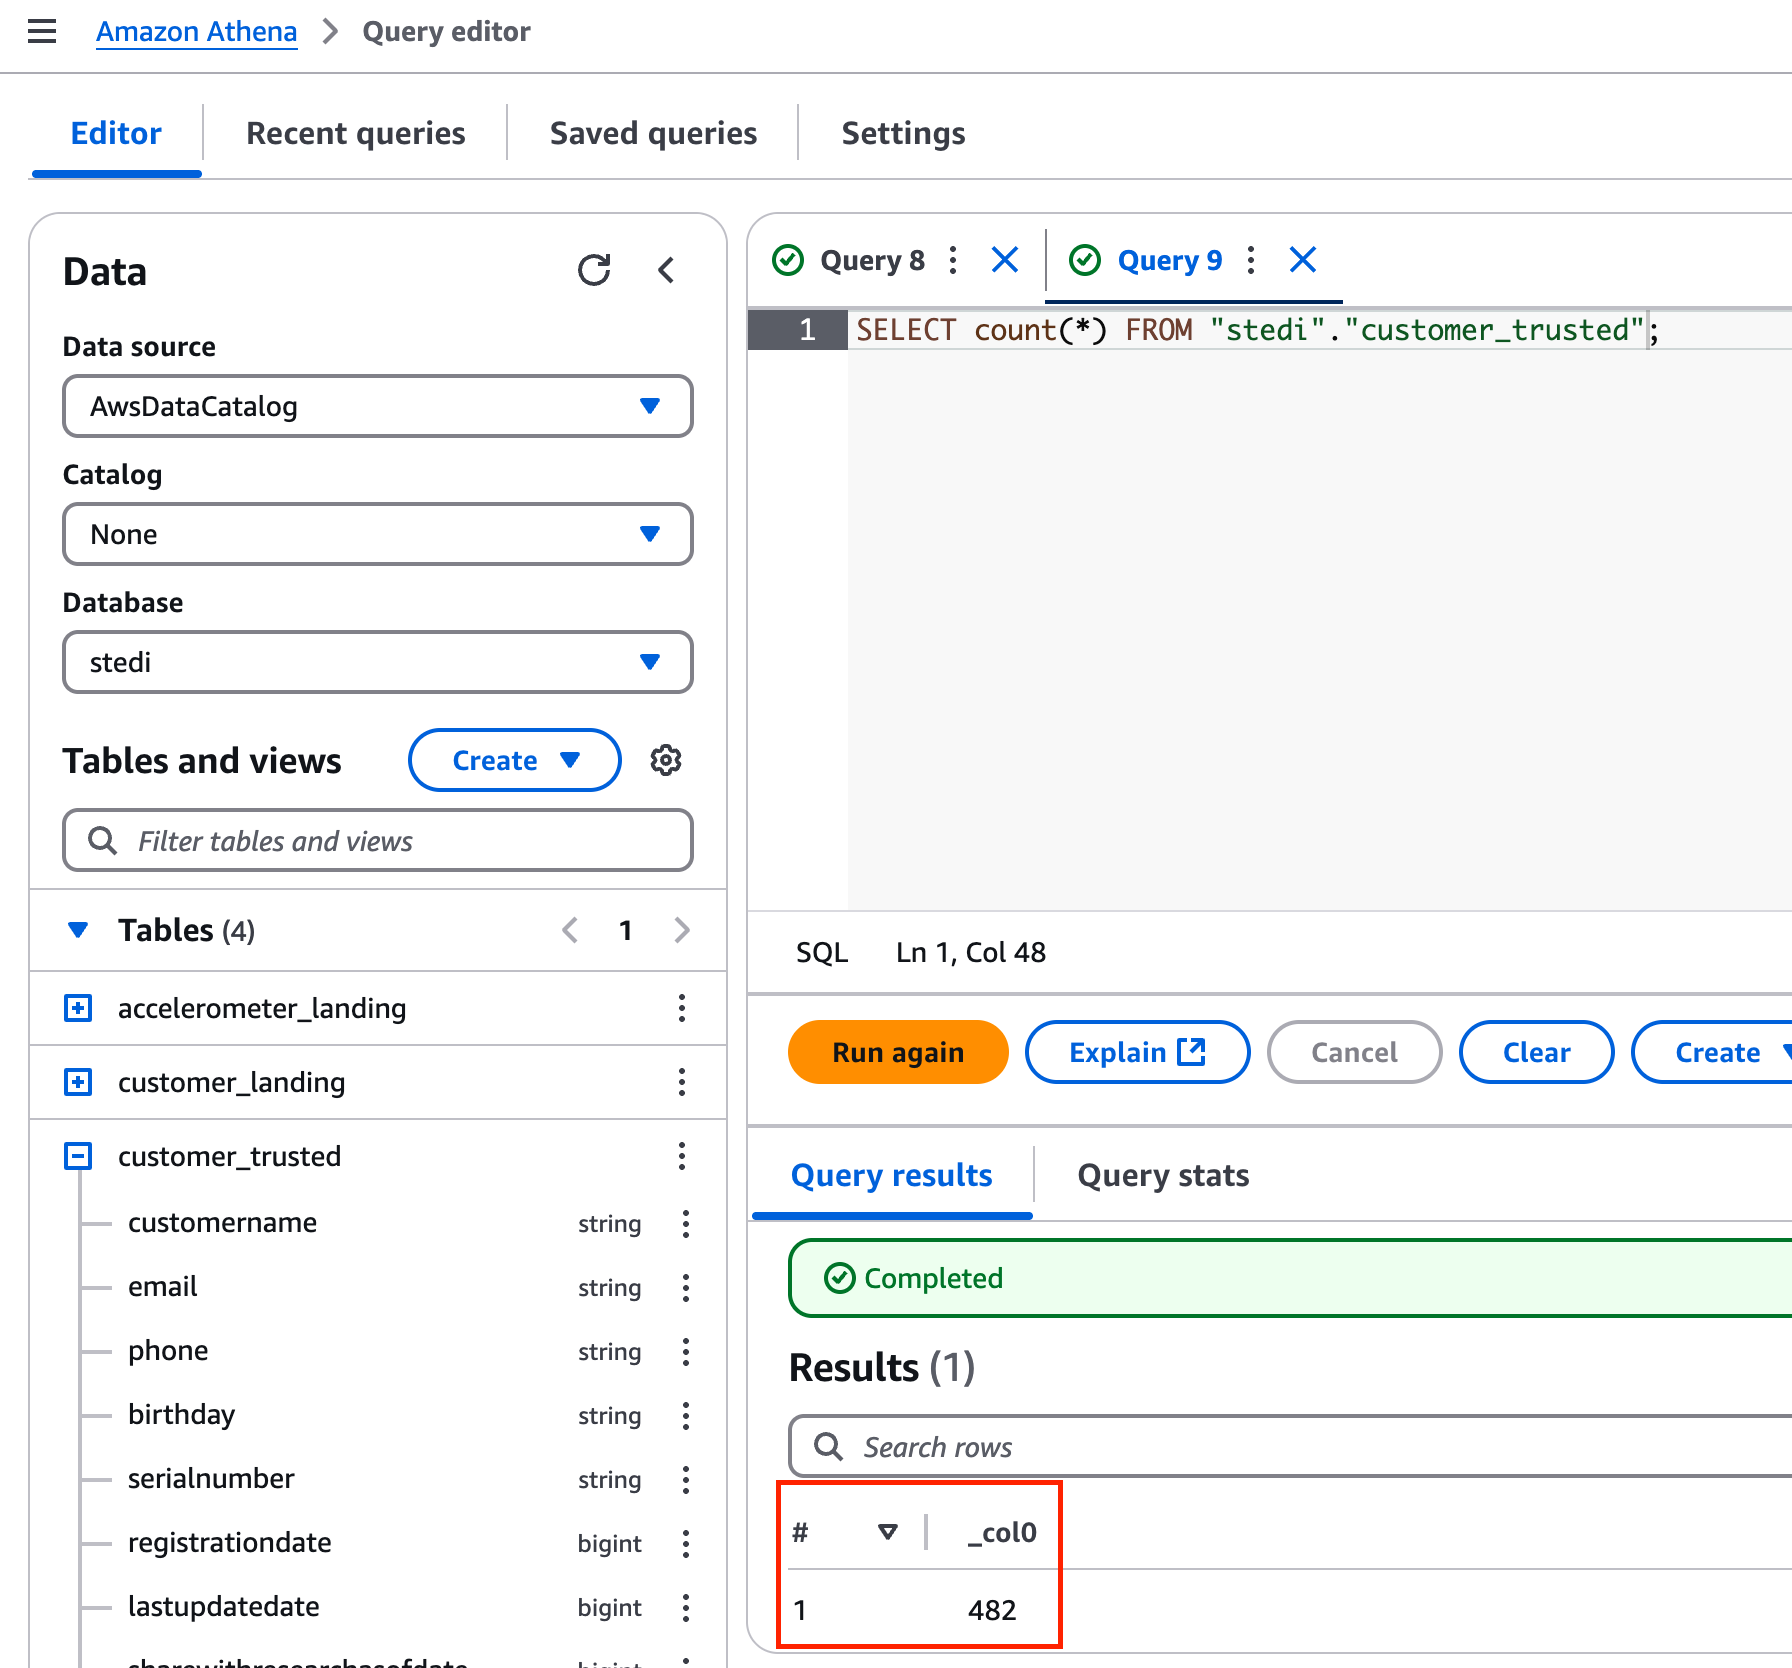 Amazon Athena > Query editor
Editor
Recent queries
Saved queries
Settings
Data
Data source
AwsDataCatalog
Catalog
None
Database
stedi
Tables and views
Create
Filter tables and views
Tables (4)
1
accelerometer_landing
customer_landing
customer_trusted
customername string
email string
phone string
birthday string
serialnumber string
registrationdate bigint
lastupdatedate bigint
sharewithresearchasofdate bigint
Query 8
Query 9
1 SELECT count(*) FROM "stedi"."customer_trusted";
SQL Ln 1, Col 48
Run again
Explain
Cancel
Clear
Create
Query results
Query stats
Completed
Results (1)
Search rows
# _col0
1 482